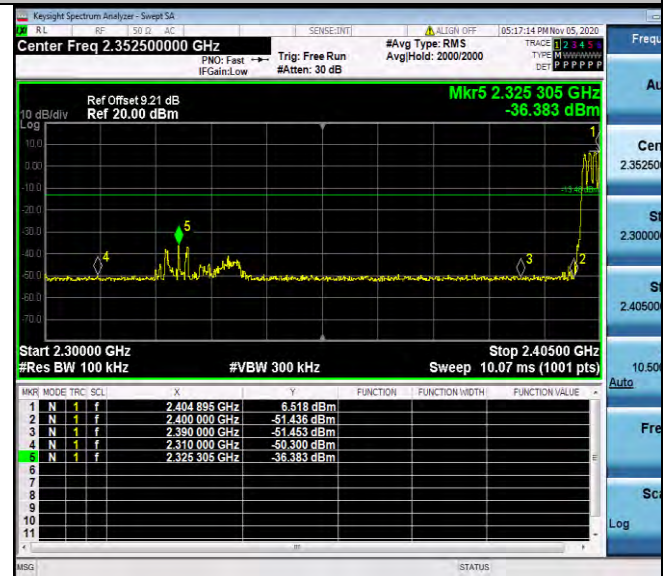 Keysight Spectrum Analyzer - Swept SA
RL RF 50 Ω AC SENSE:INT ALIGN OFF 05:17:14 PM Nov 05, 2020
Center Freq 2.352500000 GHz
#Avg Type: RMS
TRACE 1 2 3 4 5 6
PNO: Fast Trig: Free Run Avg|Hold: 2000/2000
TYPE M WWWWW
IFGain:Low #Atten: 30 dB
DET P P P P P P
Mkr5 2.325 305 GHz
-36.383 dBm
Ref Offset 9.21 dB
10 dB/div Ref 20.00 dBm
Log
10.0
0.00
-10.0
-20.0
-30.0
-40.0
-50.0
-60.0
-70.0
1
5
4
3
2
Start 2.30000 GHz Stop 2.40500 GHz
#Res BW 100 kHz #VBW 300 kHz Sweep 10.07 ms (1001 pts)
MKR MODE TRC SCL X Y FUNCTION FUNCTION WIDTH FUNCTION VALUE
1 N 1 f 2.404 895 GHz 6.518 dBm
2 N 1 f 2.400 000 GHz -51.436 dBm
3 N 1 f 2.390 000 GHz -51.453 dBm
4 N 1 f 2.310 000 GHz -50.300 dBm
5 N 1 f 2.325 305 GHz -36.383 dBm
6
7
8
9
10
11
MSG STATUS
Frequ
Au
Cen
2.35250
St
2.30000
St
2.40500
10.500
Auto
Fre
Sca
Log